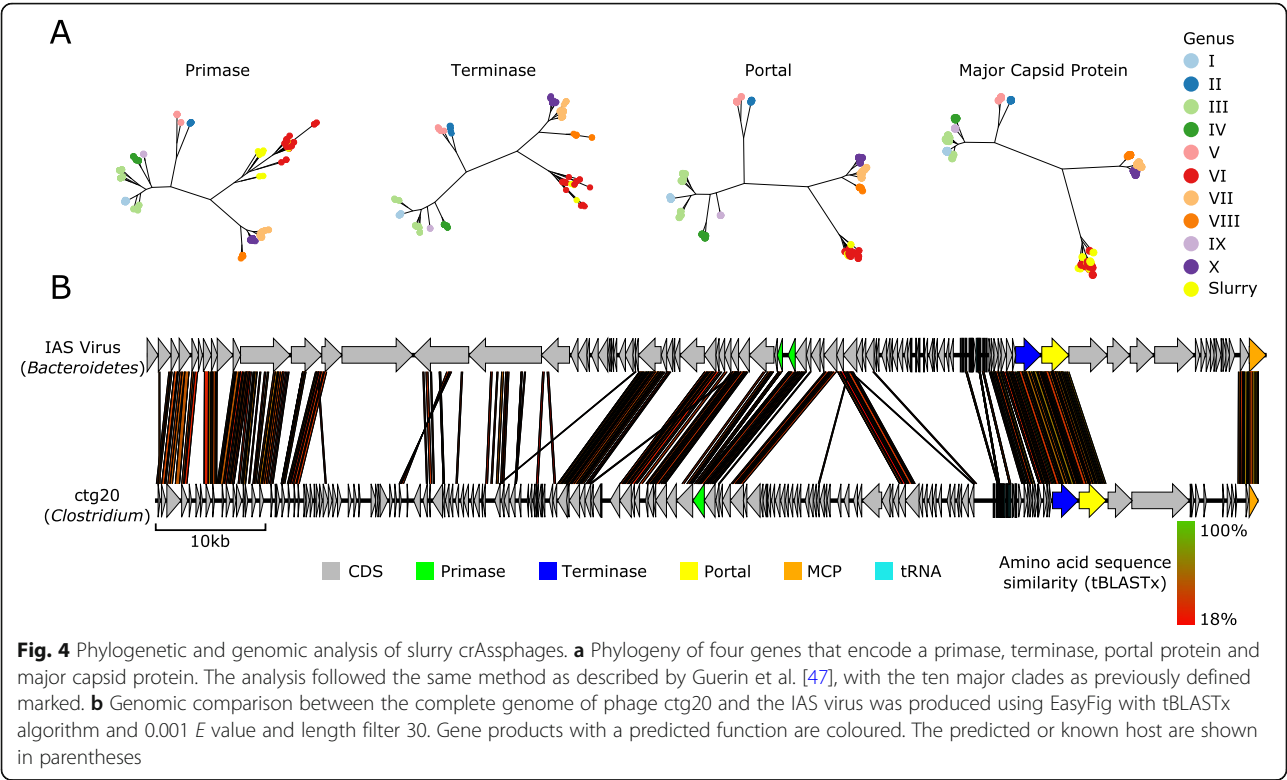 A
Primase
Terminase
Portal
Major Capsid Protein
Genus
I
II
III
IV
V
VI
VII
VIII
IX
X
Slurry
B
IAS Virus
(Bacteroidetes)
ctg20
(Clostridium)
10kb
CDS
Primase
Terminase
Portal
MCP
tRNA
Amino acid sequence
similarity (tBLASTx)
100%
18%
Fig. 4 Phylogenetic and genomic analysis of slurry crAssphages. a Phylogeny of four genes that encode a primase, terminase, portal protein and
major capsid protein. The analysis followed the same method as described by Guerin et al. [47], with the ten major clades as previously defined
marked. b Genomic comparison between the complete genome of phage ctg20 and the IAS virus was produced using EasyFig with tBLASTx
algorithm and 0.001 E value and length filter 30. Gene products with a predicted function are coloured. The predicted or known host are shown
in parentheses